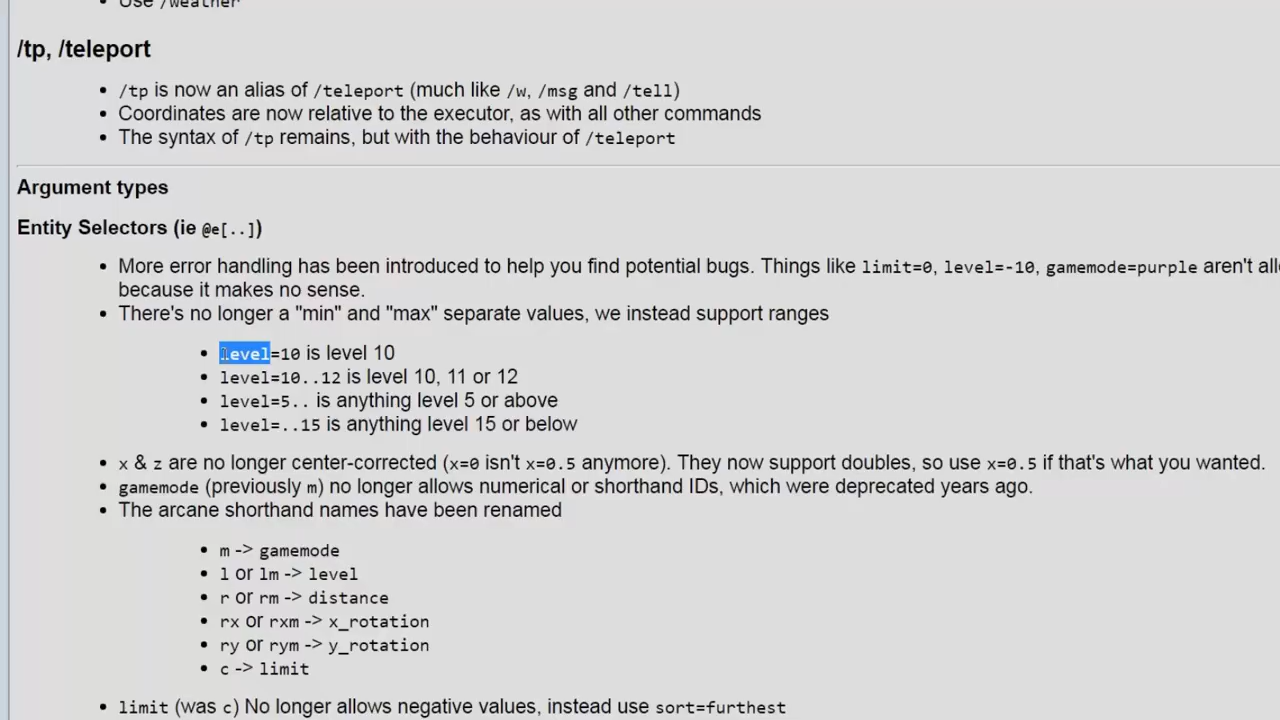 Use /weather
/tp, /teleport
/tp is now an alias of /teleport (much like /w, /msg and /tell)
Coordinates are now relative to the executor, as with all other commands
The syntax of /tp remains, but with the behaviour of /teleport
Argument types
Entity Selectors (ie @e[..])
More error handling has been introduced to help you find potential bugs. Things like limit=0, level=-10, gamemode=purple aren't
because it makes no sense.
There's no longer a "min" and "max" separate values, we instead support ranges
level=10 is level 10
level=10..12 is level 10, 11 or 12
level=5.. is anything level 5 or above
level=..15 is anything level 15 or below
x & z are no longer center-corrected (x=0 isn't x=0.5 anymore). They now support doubles, so use x=0.5 if that's what you wanted.
gamemode (previously m) no longer allows numerical or shorthand IDs, which were deprecated years ago.
The arcane shorthand names have been renamed
m -> gamemode
l or lm -> level
r or rm -> distance
rx or rxm -> x_rotation
ry or rym -> y_rotation
c -> limit
limit (was c) No longer allows negative values, instead use sort=furthest